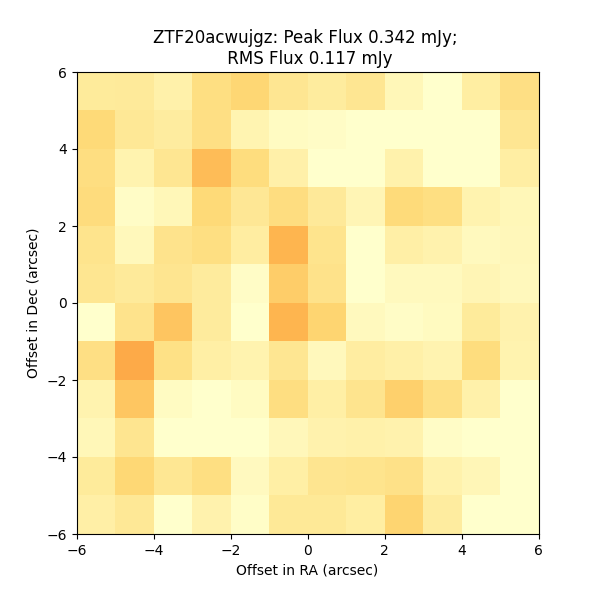 ZTF20acwujgz: Peak Flux 0.342 mJy;
RMS Flux 0.117 mJy
6
4
2
0
−2
−4
−6
Offset in Dec (arcsec)
−6 −4 −2 0 2 4 6
Offset in RA (arcsec)